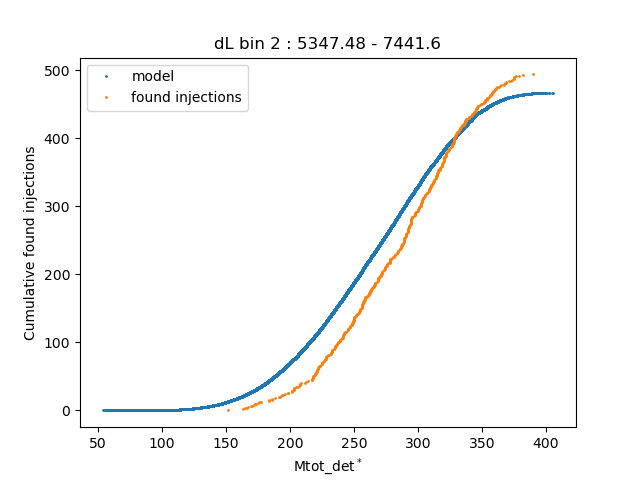 dL bin 2 : 5347.48 - 7441.6
model
found injections
500
400
300
200
100
0
Cumulative found injections
50 100 150 200 250 300 350 400
Mtot_det*